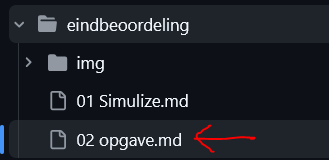 eindbeoordeling
img
01 Simulize.md
02 opgave.md